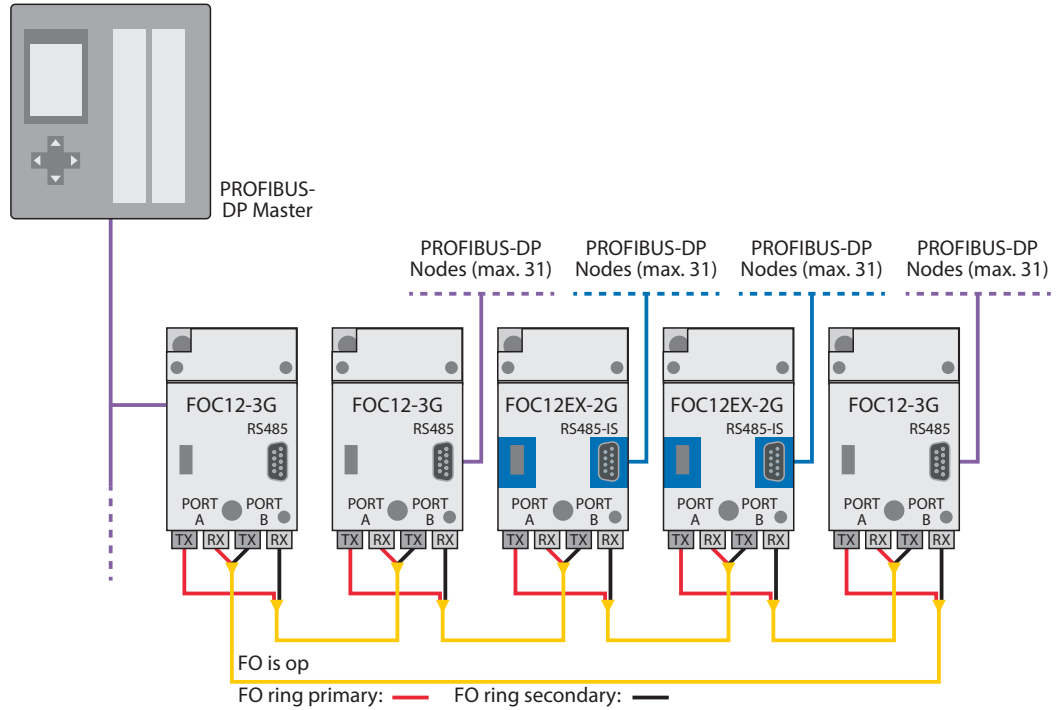 PROFIBUS-
DP Master
PROFIBUS-DP
Nodes (max. 31)
PROFIBUS-DP
Nodes (max. 31)
PROFIBUS-DP
Nodes (max. 31)
PROFIBUS-DP
Nodes (max. 31)
FOC12-3G
RS485
PORT A
PORT B
TX RX TX RX
FOC12-3G
RS485
PORT A
PORT B
TX RX TX RX
FOC12EX-2G
RS485-IS
PORT A
PORT B
TX RX TX RX
FOC12EX-2G
RS485-IS
PORT A
PORT B
TX RX TX RX
FOC12-3G
RS485
PORT A
PORT B
TX RX TX RX
FO is op
FO ring primary:
FO ring secondary: